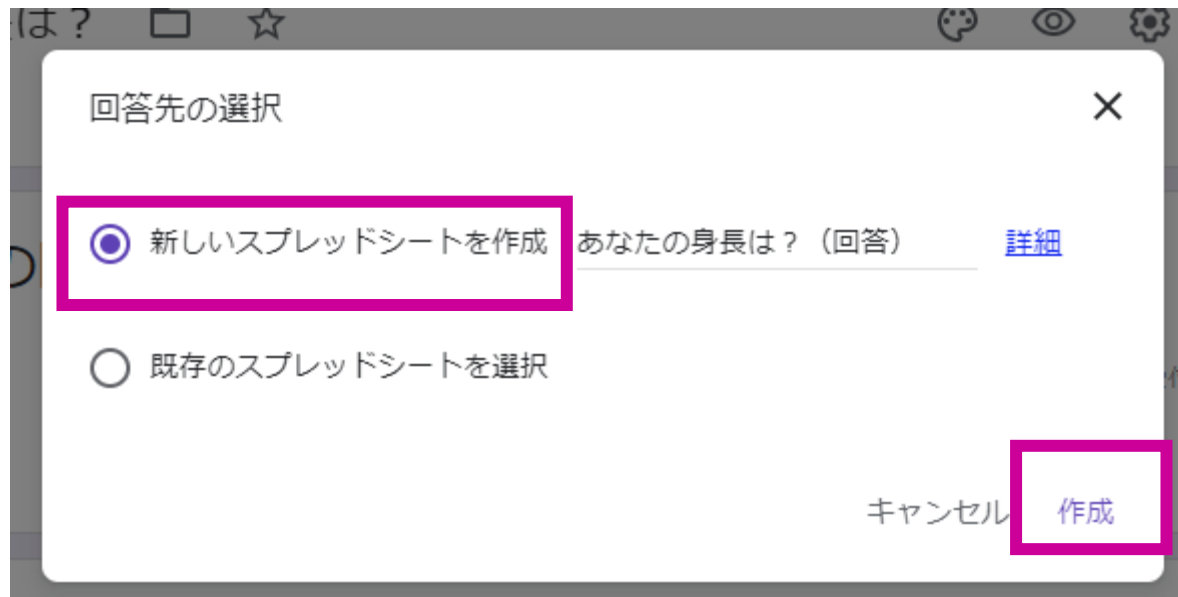 は？
回答先の選択
新しいスプレッドシートを作成 あなたの身長は？（回答） 詳細
既存のスプレッドシートを選択
キャンセル 作成